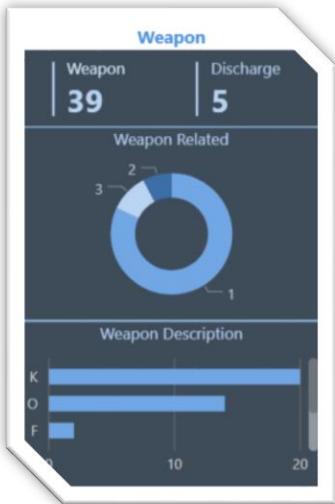 Weapon
Weapon Discharge
39 5
Weapon Related
2
3
1
Weapon Description
K
O
F
0 10 20